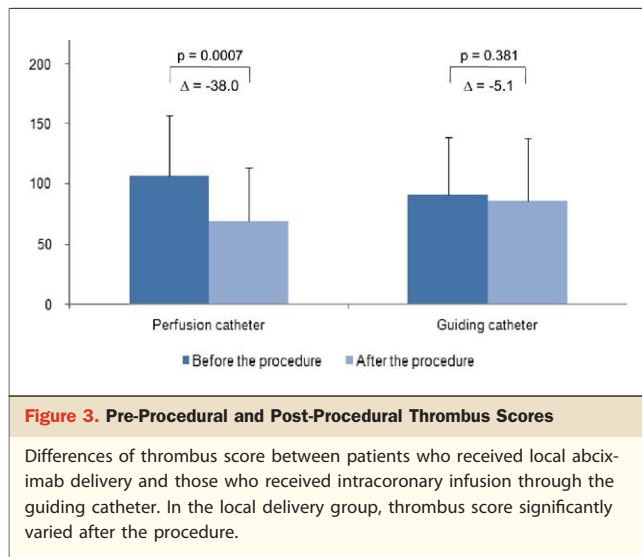 p = 0.0007 p = 0.381
200
Δ = -38.0 Δ = -5.1
150
100
50
0
Perfusion catheter Guiding catheter
Before the procedure After the procedure
Figure 3. Pre-Procedural and Post-Procedural Thrombus Scores
Differences of thrombus score between patients who received local abcix-
imab delivery and those who received intracoronary infusion through the
guiding catheter. In the local delivery group, thrombus score significantly
varied after the procedure.